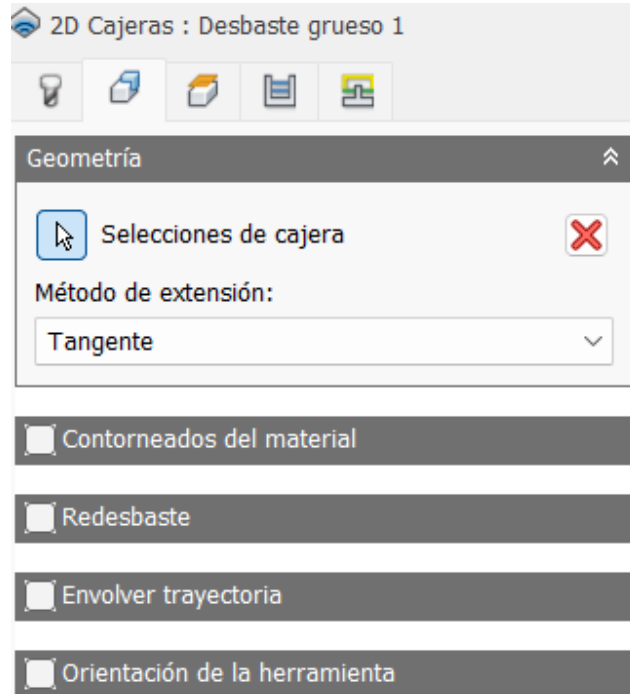 2D Cajeras : Desbaste grueso 1
Geometría
Selecciones de cajera
Método de extensión:
Tangente
Contorneados del material
Redesbaste
Envolver trayectoria
Orientación de la herramienta